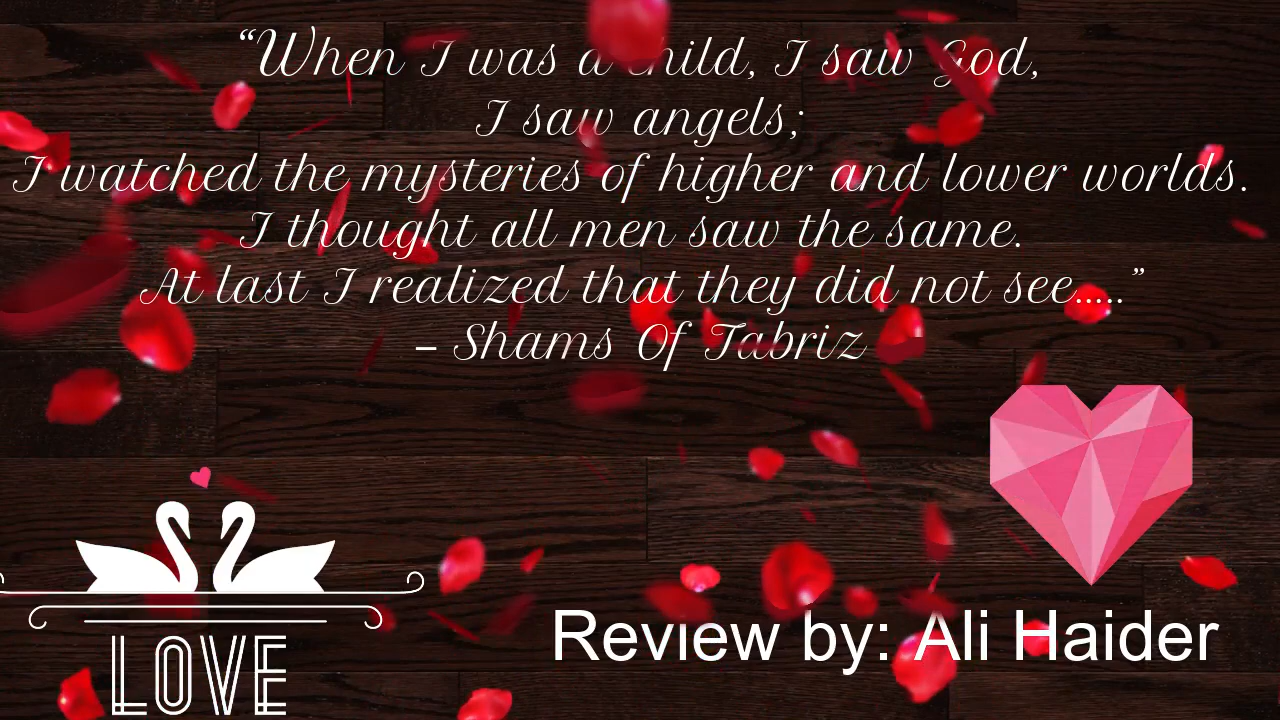 “When I was a child, I saw God,
I saw angels;
I watched the mysteries of higher and lower worlds.
I thought all men saw the same.
At last I realized that they did not see.....”
– Shams Of Tabriz
LOVE
Review by: Ali Haider